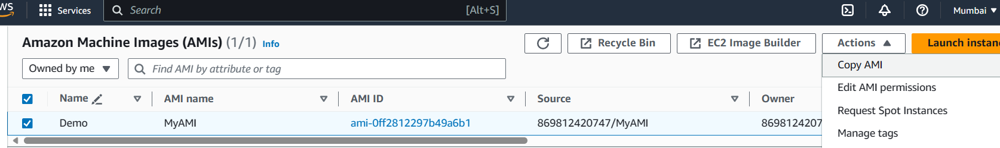 Services Search [Alt+S] Mumbai
Amazon Machine Images (AMIs) (1/1) Info Recycle Bin EC2 Image Builder Actions Launch
Owned by me Find AMI by attribute or tag Copy AMI
Edit AMI permissions
Name AMI name AMI ID Source Owner
Request Spot Instances
Demo MyAMI ami-0ff2812297b49a6b1 869812420747/MyAMI 8698124207
Manage tags